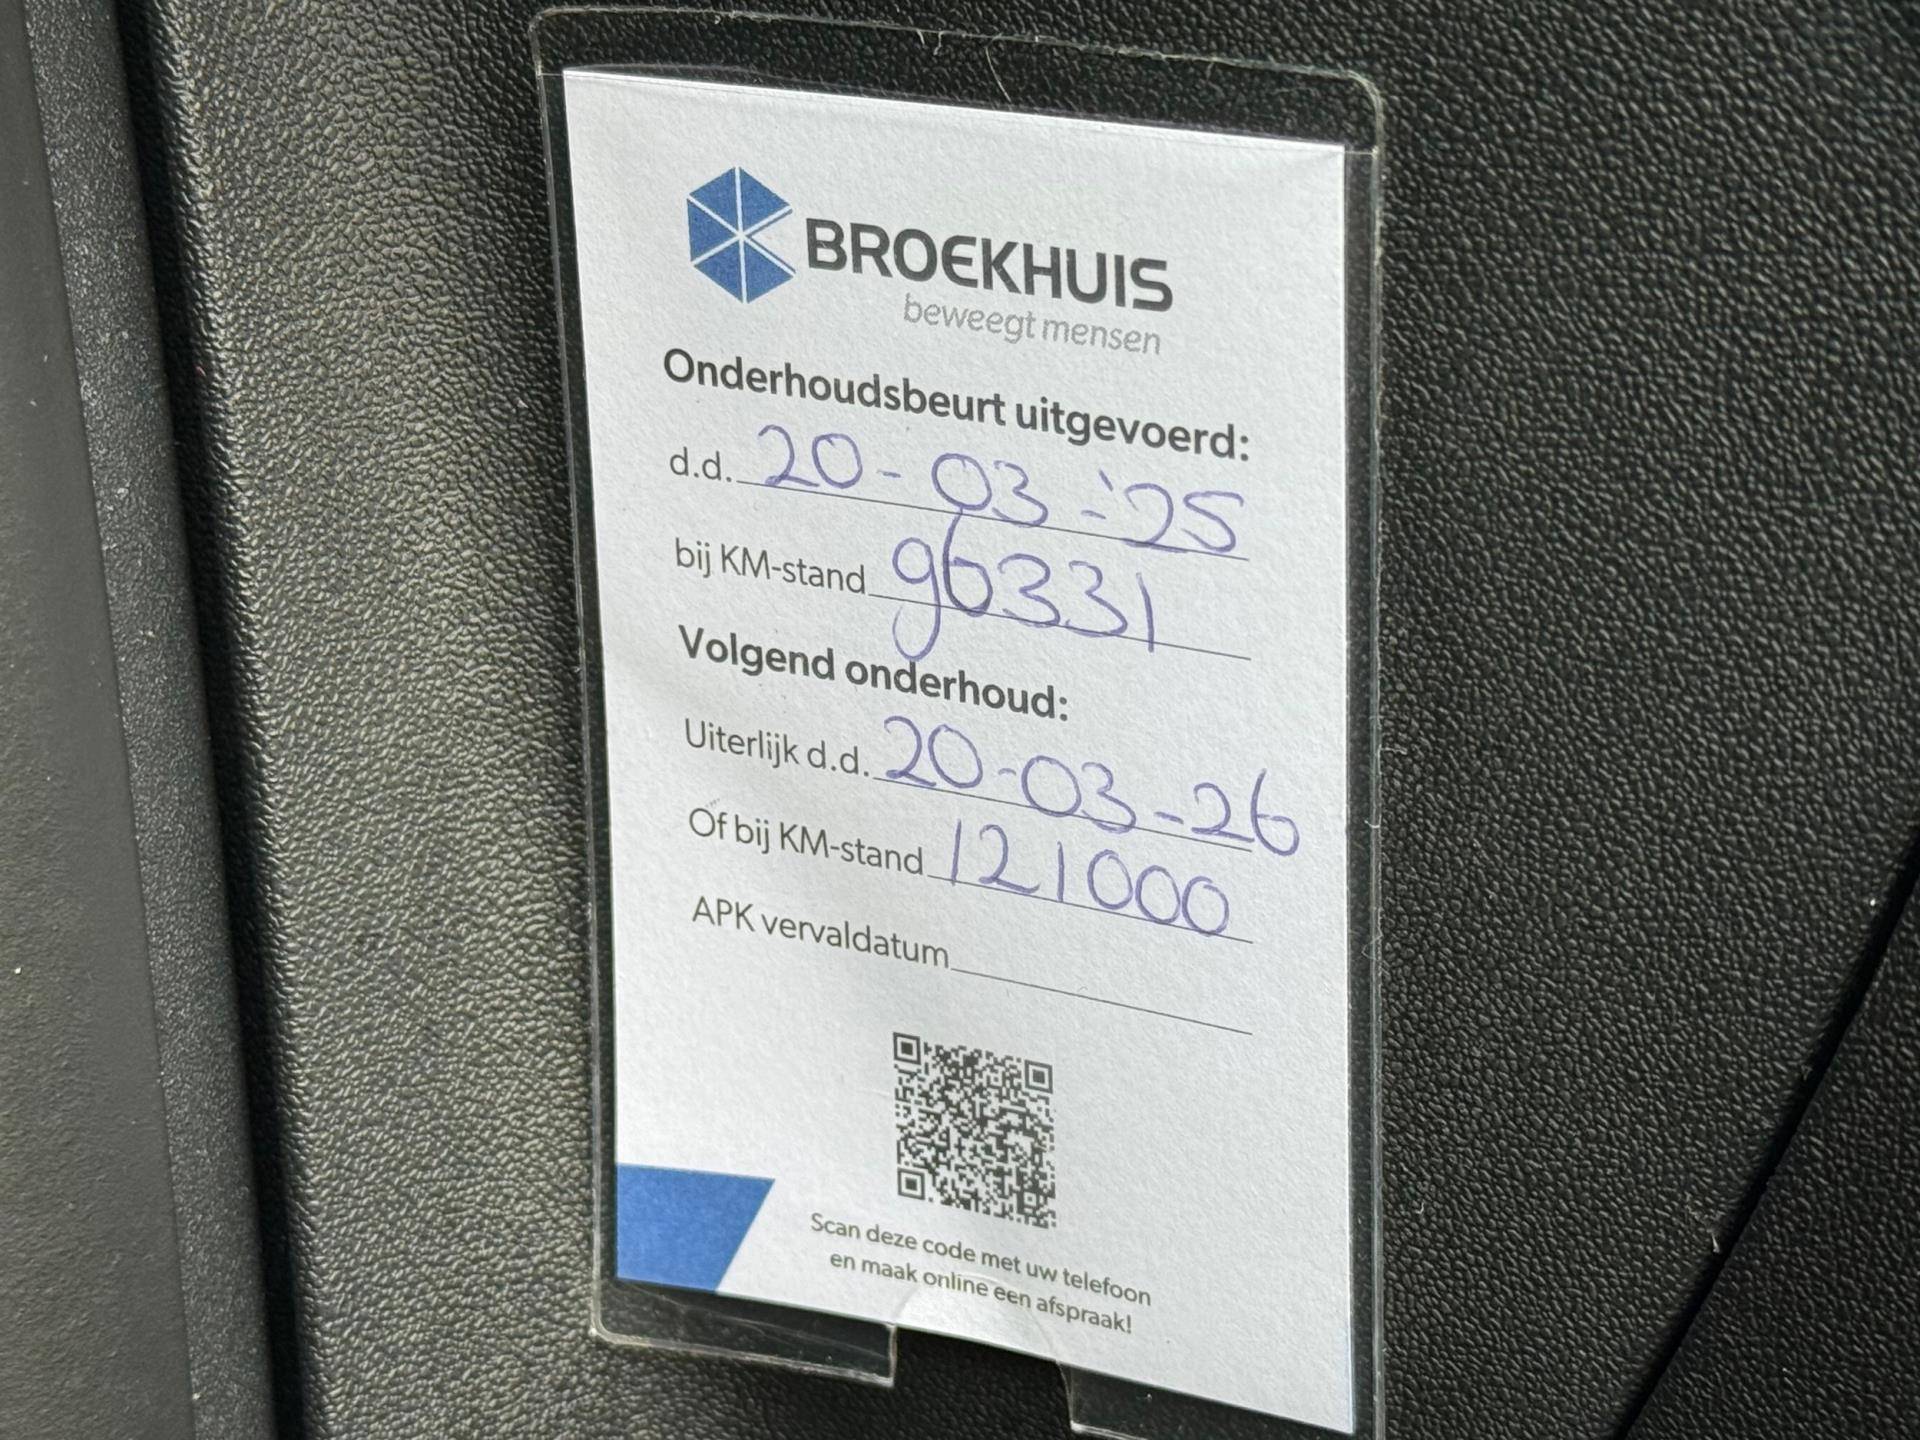 BROEKHUIS
beweegt mensen
Onderhoudsbeurt uitgevoerd:
d.d. 20-03-'25
bij KM-stand 96331
Volgend onderhoud:
Uiterlijk d.d. 20-03-26
Of bij KM-stand 121000
APK vervaldatum
Scan deze code met uw telefoon
en maak online een afspraak!